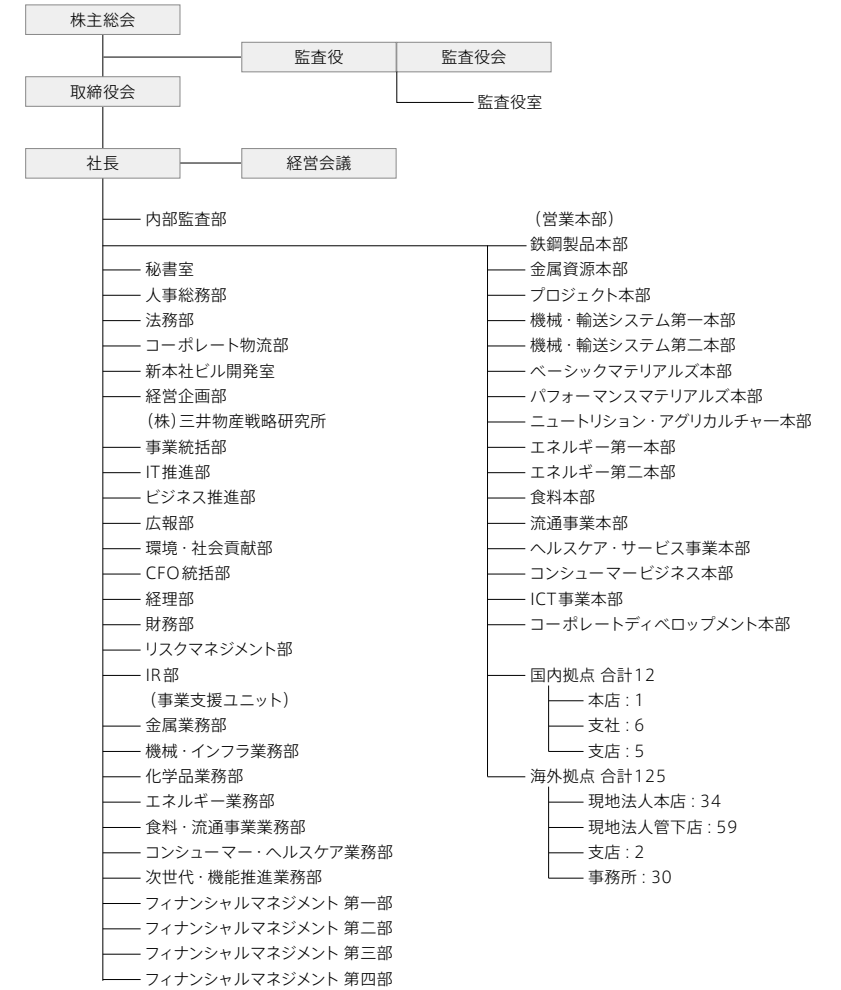 株主総会
監査役
監査役会
取締役会
監査役室
社長
経営会議
内部監査部
秘書室
人事総務部
法務部
コーポレート物流部
新本社ビル開発室
経営企画部
(株)三井物産戦略研究所
事業統括部
IT推進部
ビジネス推進部
広報部
環境・社会貢献部
CFO統括部
経理部
財務部
リスクマネジメント部
IR部
(事業支援ユニット)
金属業務部
機械・インフラ業務部
化学品業務部
エネルギー業務部
食料・流通事業業務部
コンシューマー・ヘルスケア業務部
次世代・機能推進業務部
フィナンシャルマネジメント 第一部
フィナンシャルマネジメント 第二部
フィナンシャルマネジメント 第三部
フィナンシャルマネジメント 第四部
(営業本部)
鉄鋼製品本部
金属資源本部
プロジェクト本部
機械・輸送システム第一本部
機械・輸送システム第二本部
ベーシックマテリアルズ本部
パフォーマンスマテリアルズ本部
ニュートリション・アグリカルチャー本部
エネルギー第一本部
エネルギー第二本部
食料本部
流通事業本部
ヘルスケア・サービス事業本部
コンシューマービジネス本部
ICT事業本部
コーポレートディベロップメント本部
国内拠点 合計12
本店 : 1
支社 : 6
支店 : 5
海外拠点 合計125
現地法人本店 : 34
現地法人管下店 : 59
支店 : 2
事務所 : 30